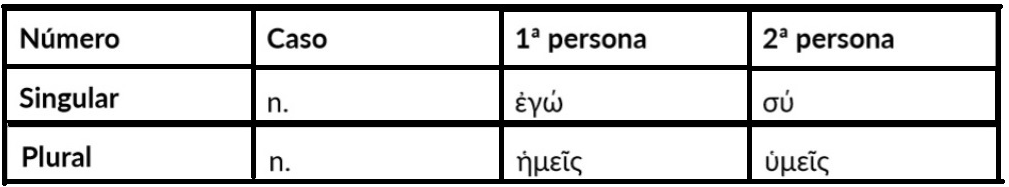 Número Caso 1ª persona 2ª persona
Singular n. ἐγώ σύ
Plural n. ἡμεῖς ὑμεῖς